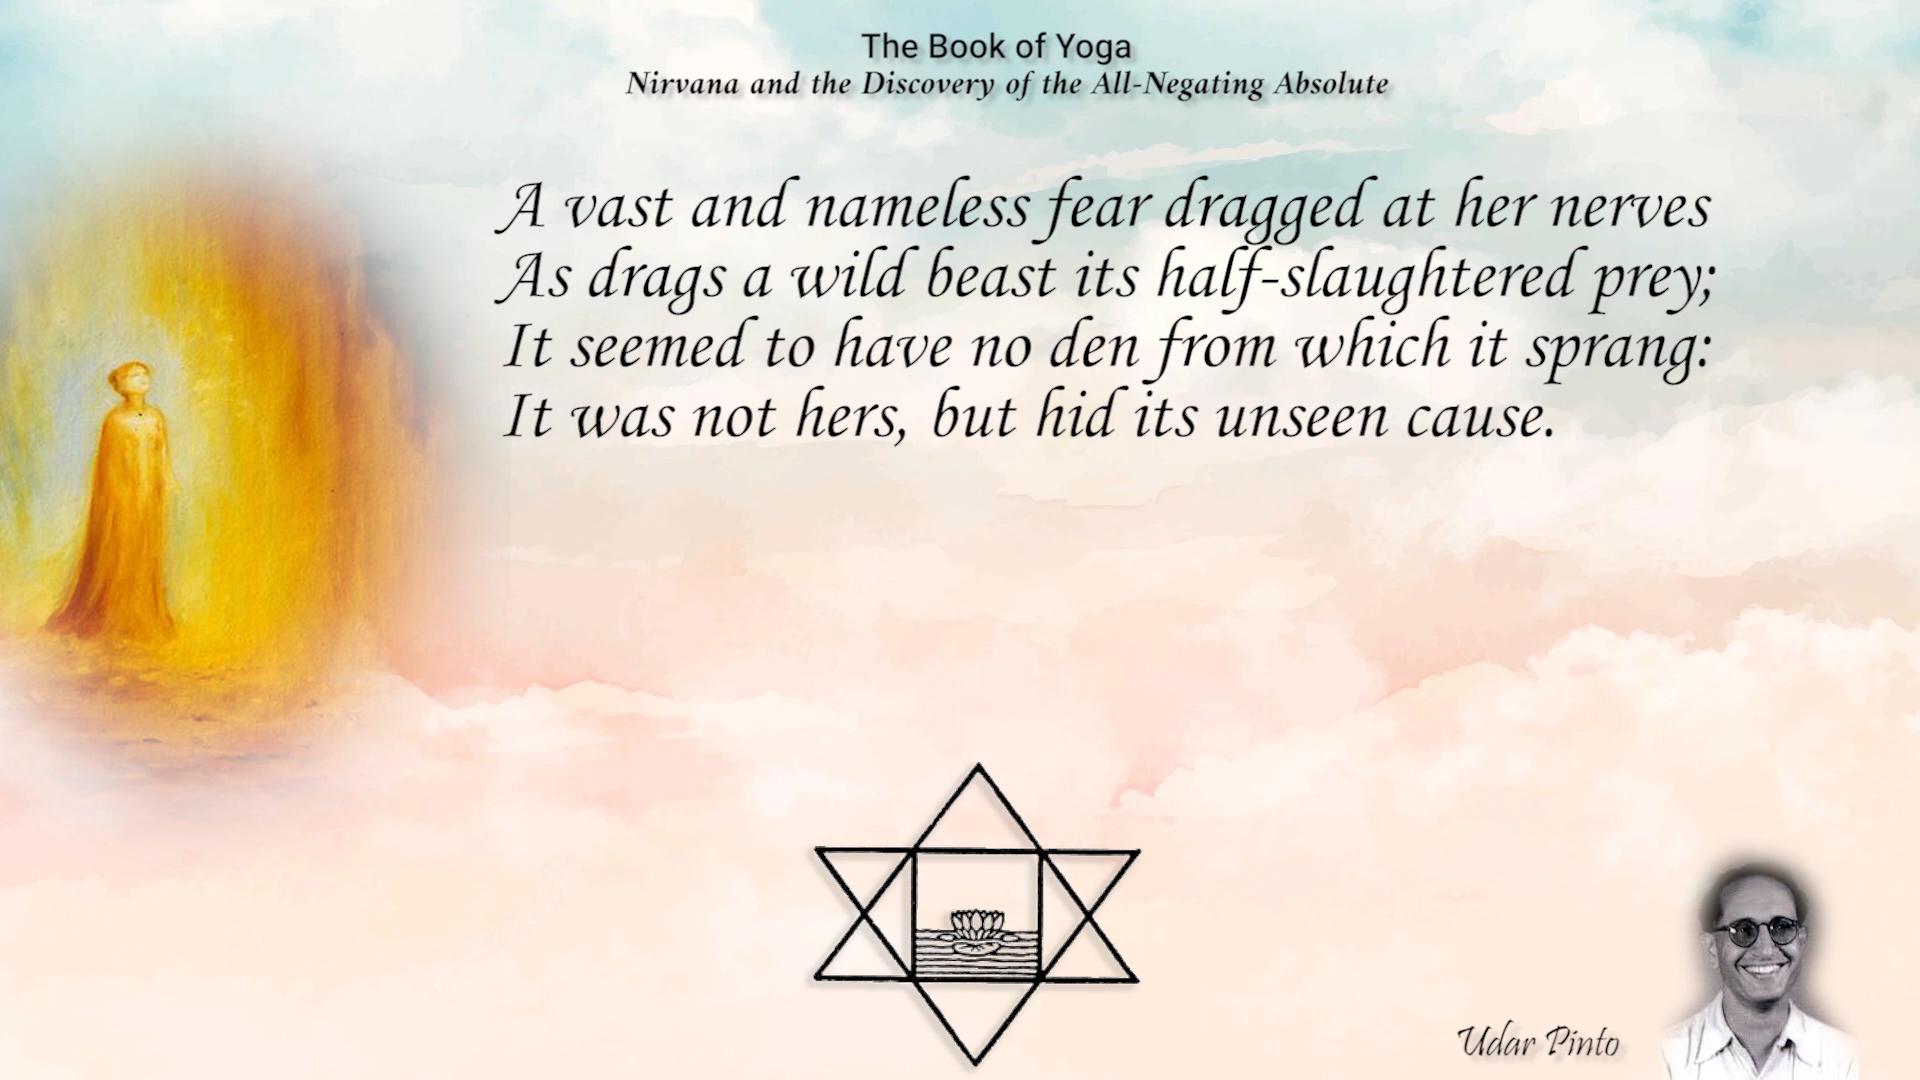 The Book of Yoga
Nirvana and the Discovery of the All-Negating Absolute
A vast and nameless fear dragged at her nerves
As drags a wild beast its half-slaughtered prey;
It seemed to have no den from which it sprang:
It was not hers, but hid its unseen cause.
Udar Pinto